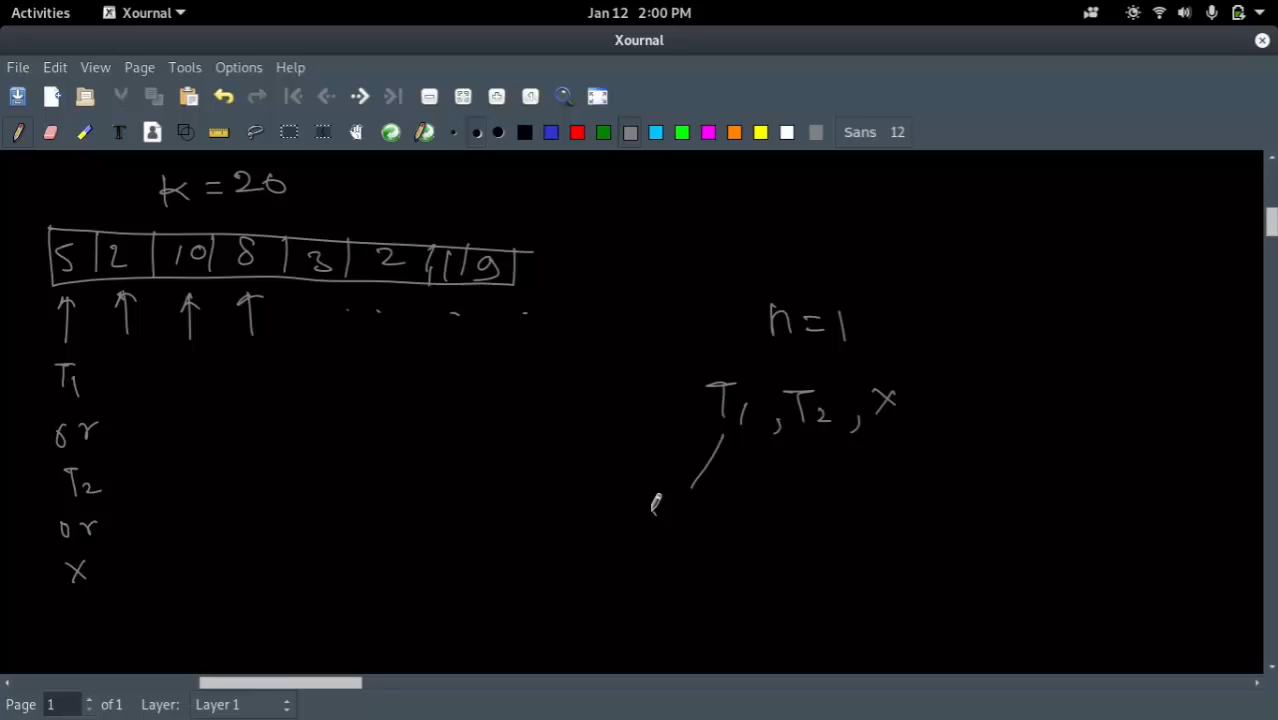 Activities Xournal Jan 12 2:00 PM
Xournal
File Edit View Page Tools Options Help
Sans 12
K = 20
5 2 10 8 3 2 11 9
n = 1
T1
T1 , T2 , X
or
T2
or
X
Page 1 of 1 Layer: Layer 1